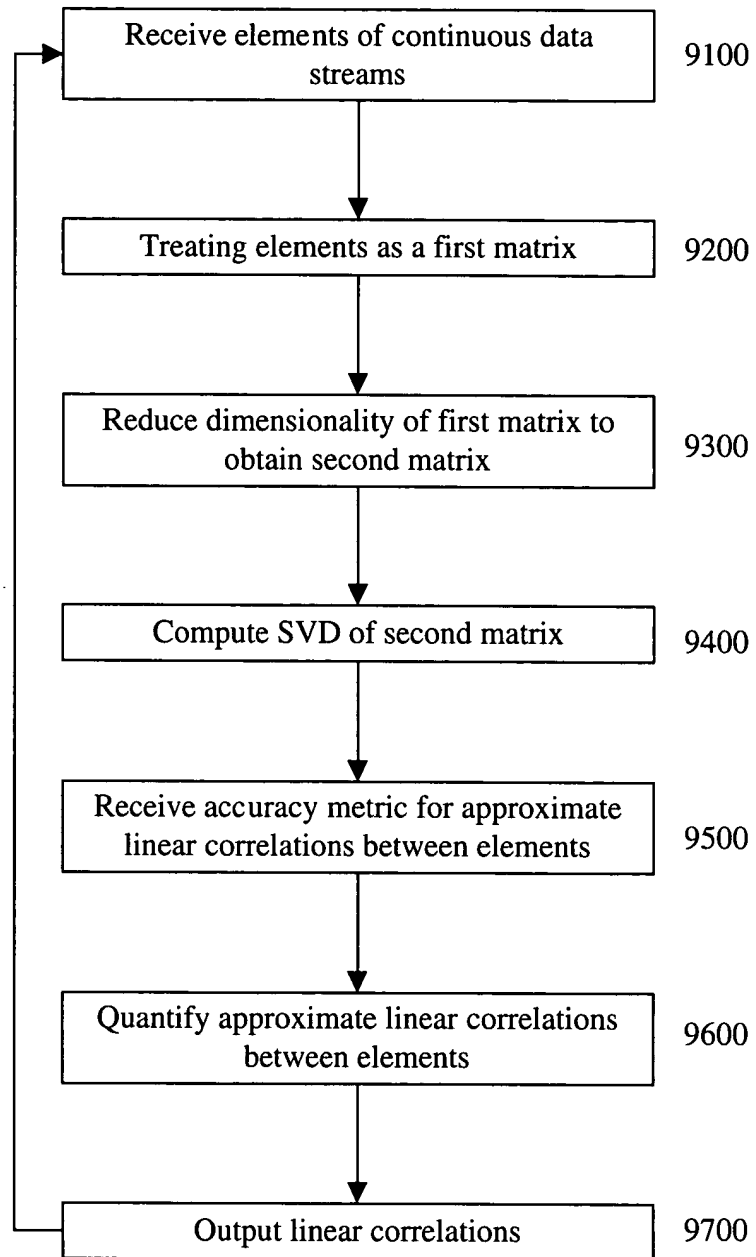 Receive elements of continuous data
streams
9100
Treating elements as a first matrix
9200
Reduce dimensionality of first matrix to
obtain second matrix
9300
Compute SVD of second matrix
9400
Receive accuracy metric for approximate
linear correlations between elements
9500
Quantify approximate linear correlations
between elements
9600
Output linear correlations
9700